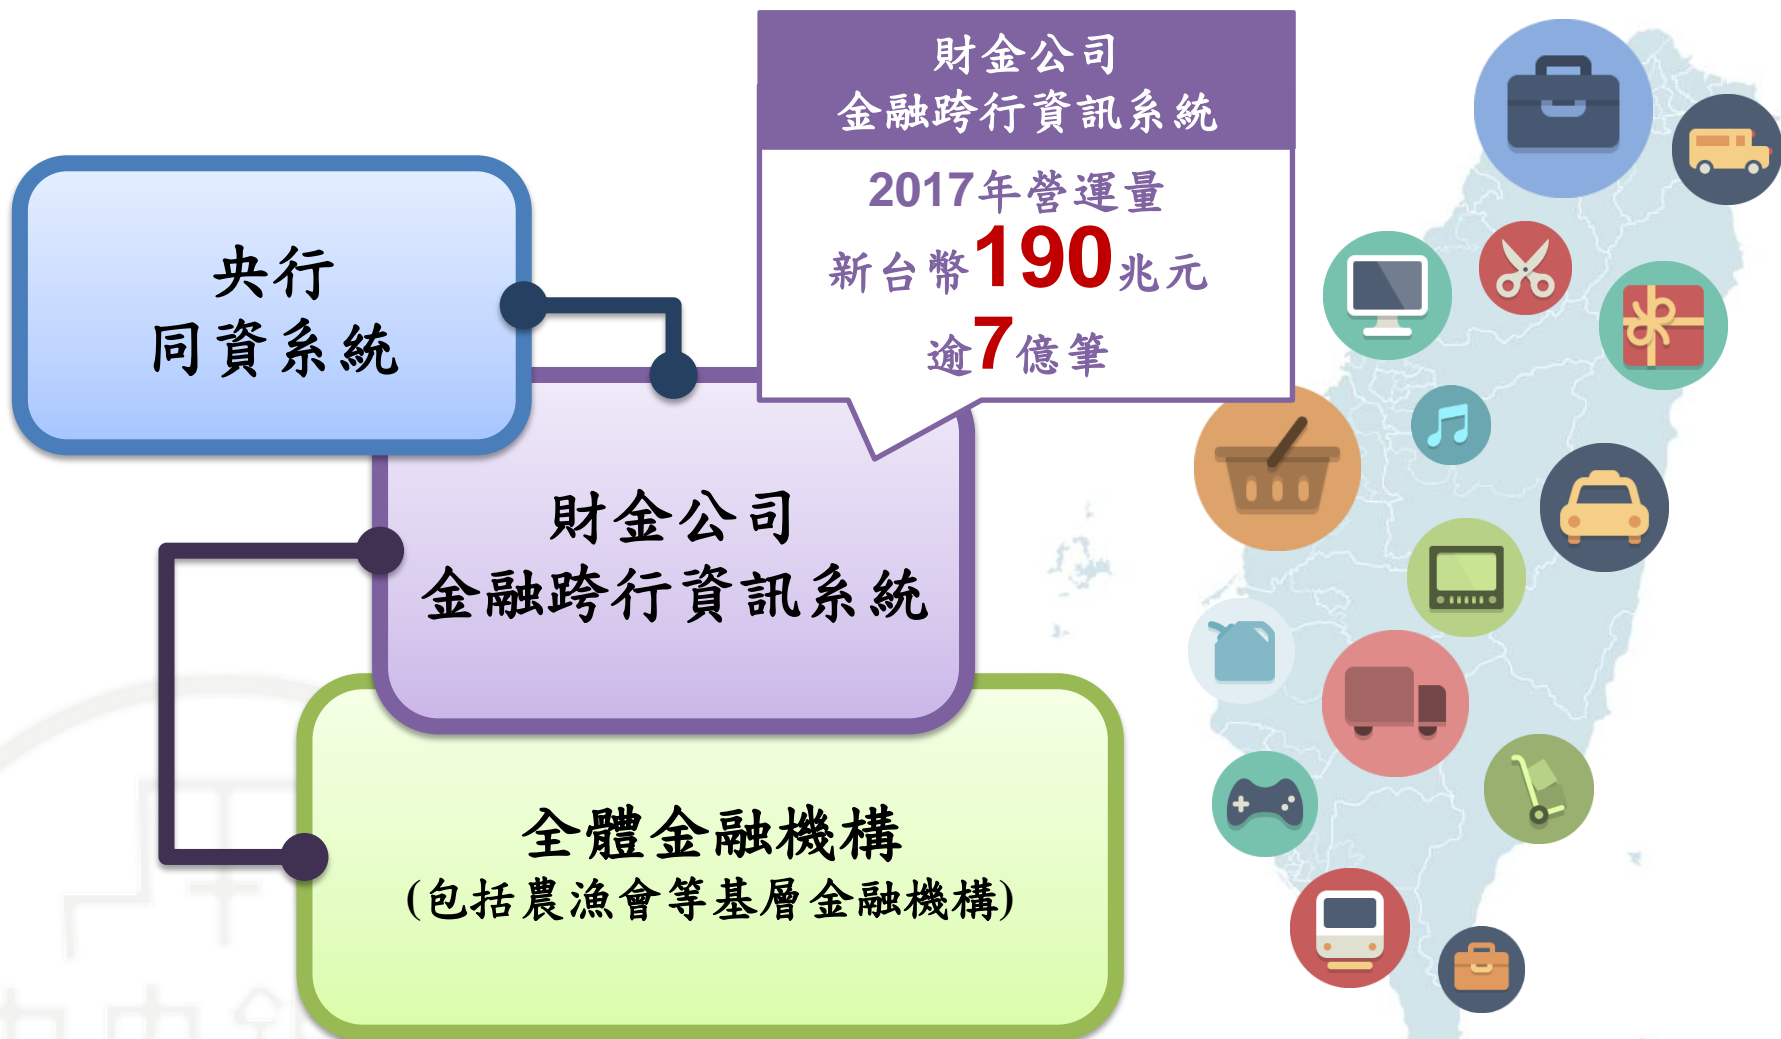 財金公司
金融跨行資訊系統
2017年營運量
新台幣190兆元
逾7億筆
央行
同資系統
財金公司
金融跨行資訊系統
全體金融機構
(包括農漁會等基層金融機構)